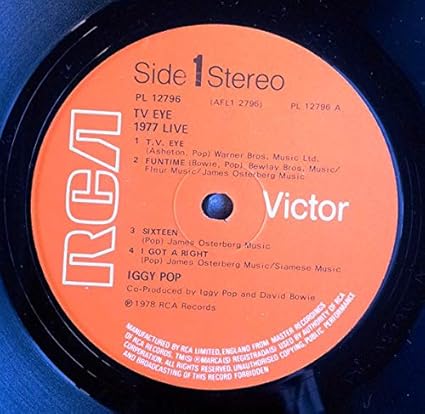 Side 1 Stereo
PL 12796 (AFL1 2796) PL 12796 A
TV EYE
1977 LIVE
1 T.V. EYE
(Asheton, Pop) Warner Bros. Music Ltd.
2 FUNTIME (Bowie, Pop) Bewlay Bros. Music/
Fleur Music/James Osterberg Music
RCA Victor
3 SIXTEEN
(Pop) James Osterberg Music
4 I GOT A RIGHT
(Pop) James Osterberg Music/Siamese Music
IGGY POP
Co-Produced by Iggy Pop and David Bowie
℗1978 RCA Records
MANUFACTURED BY RCA LIMITED, ENGLAND FROM MASTER RECORDINGS
OF RCA RECORDS, TM(S) ® MARCA(S) REGISTRADA(S) USED BY AUTHORITY OF RCA
CORPORATION. ALL RIGHTS RESERVED. UNAUTHORISED COPYING, PUBLIC PERFORMANCE,
AND BROADCASTING OF THIS RECORD FORBIDDEN